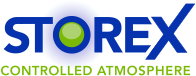 STOREX
CONTROLLED ATMOSPHERE